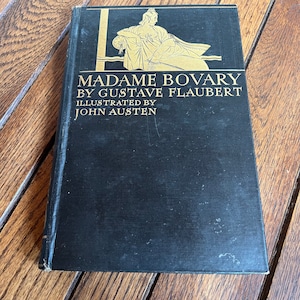 MADAME BOVARY
BY GUSTAVE FLAUBERT
ILLUSTRATED BY
JOHN AUSTEN